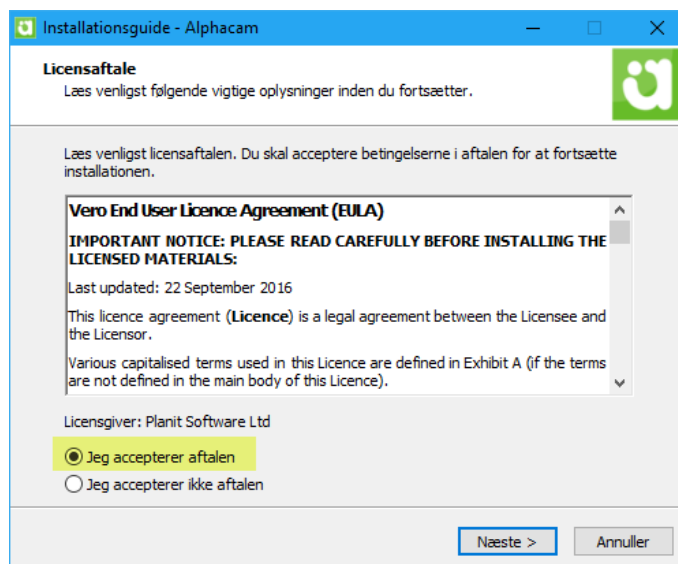 Installationsguide - Alphacam
Licensaftale
Læs venligst følgende vigtige oplysninger inden du fortsætter.
Læs venligst licensaftalen. Du skal acceptere betingelserne i aftalen for at fortsætte
installationen.
Vero End User Licence Agreement (EULA)
IMPORTANT NOTICE: PLEASE READ CAREFULLY BEFORE INSTALLING THE
LICENSED MATERIALS:
Last updated: 22 September 2016
This licence agreement (Licence) is a legal agreement between the Licensee and
the Licensor.
Various capitalised terms used in this Licence are defined in Exhibit A (if the terms
are not defined in the main body of this Licence).
Licensgiver: Planit Software Ltd
Jeg accepterer aftalen
Jeg accepterer ikke aftalen
Næste >
Annuller